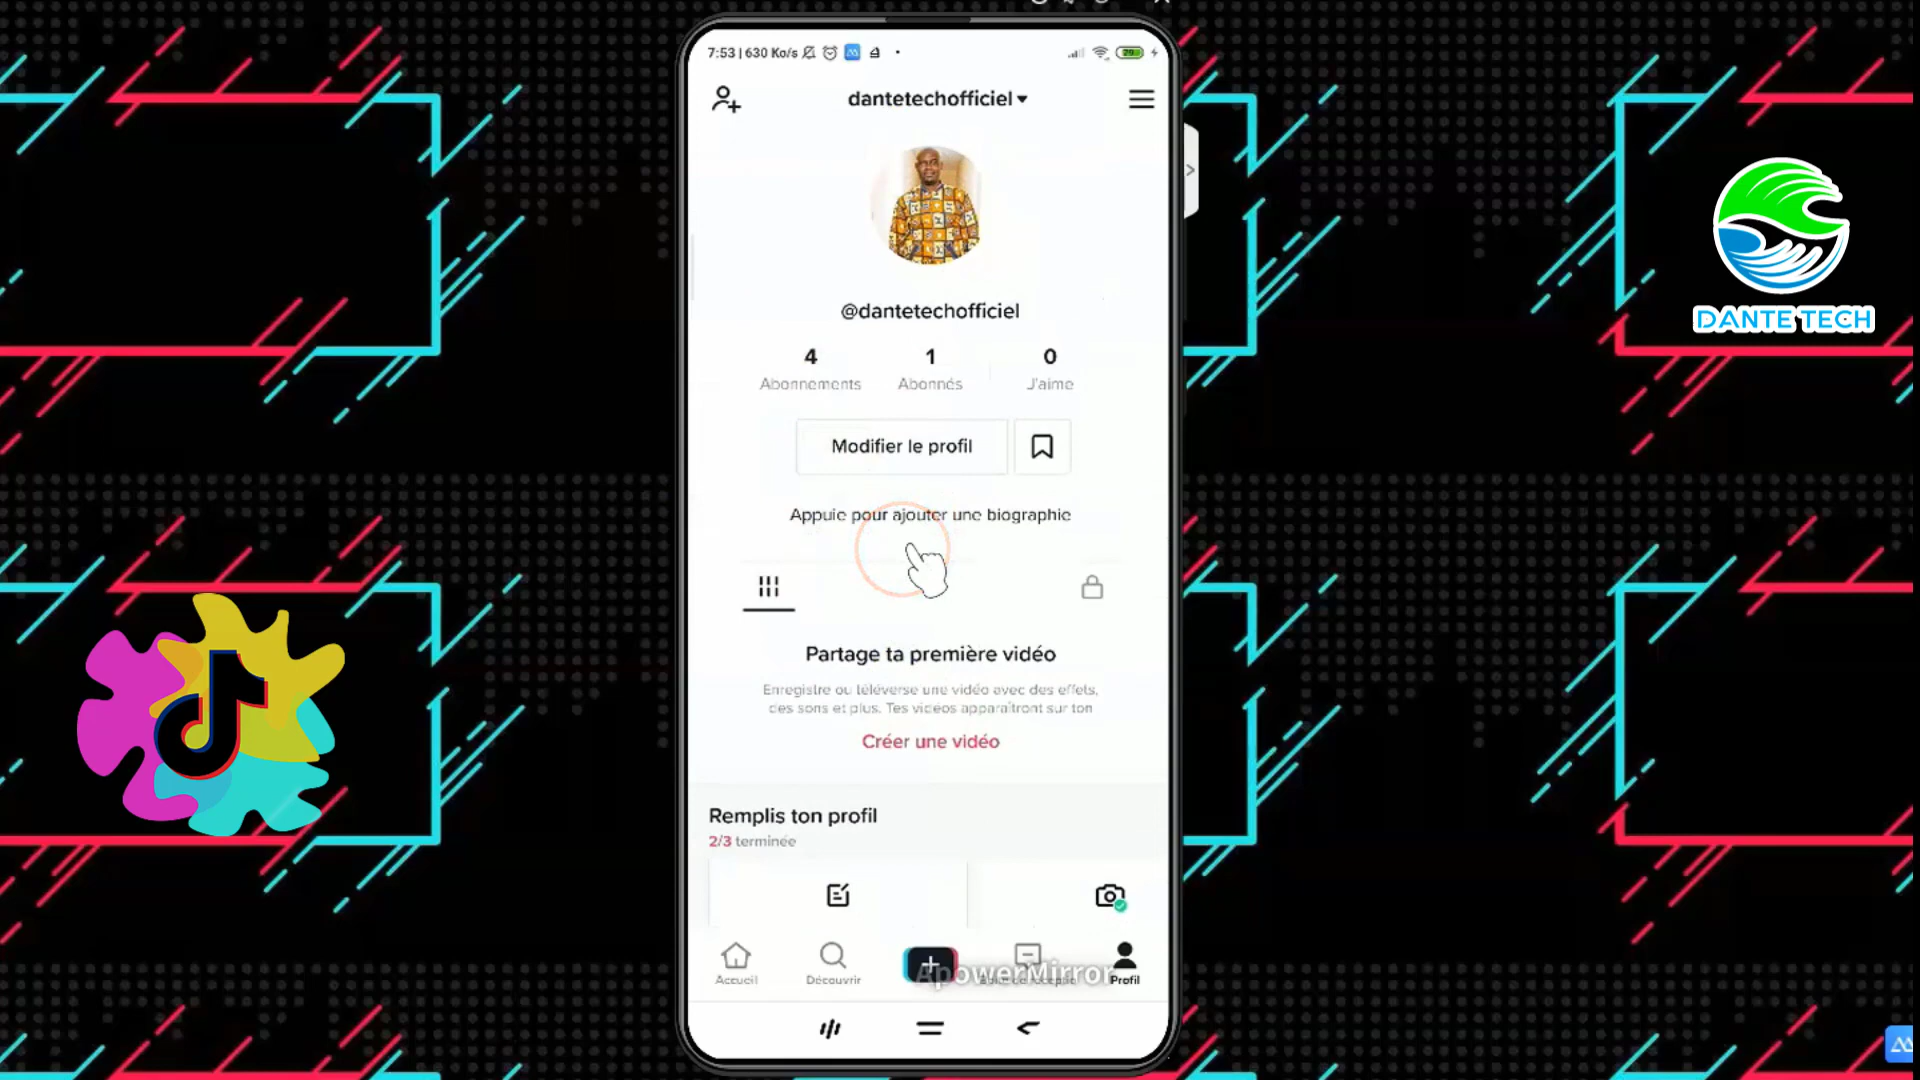 7:53 | 630 Ko/s
dantetechofficiel
@dantetechofficiel
4 1 0
Abonnements Abonnés J'aime
Modifier le profil
Appuie pour ajouter une biographie
Partage ta première vidéo
Enregistre ou téléverse une vidéo avec des effets,
des sons et plus. Tes vidéos apparaîtront sur ton
Créer une vidéo
Remplis ton profil
2/3 terminée
Accueil Découvrir Profil
ApowerMirror
DANTE TECH